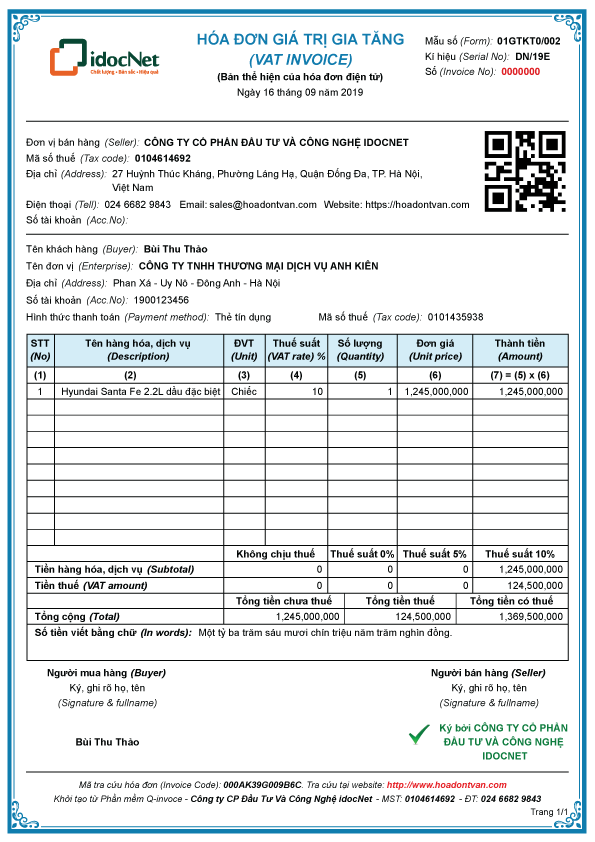 idocNet
Chất lượng • Bản sắc • Hiệu quả
HÓA ĐƠN GIÁ TRỊ GIA TĂNG
(VAT INVOICE)
(Bản thể hiện của hóa đơn điện tử)
Ngày 16 tháng 09 năm 2019
Mẫu số (Form): 01GTKT0/002
Kí hiệu (Serial No): DN/19E
Số (Invoice No): 0000000
Đơn vị bán hàng (Seller): CÔNG TY CỔ PHẦN ĐẦU TƯ VÀ CÔNG NGHỆ IDOCNET
Mã số thuế (Tax code): 0104614692
Địa chỉ (Address): 27 Huỳnh Thúc Kháng, Phường Láng Hạ, Quận Đống Đa, TP. Hà Nội,
Việt Nam
Điện thoại (Tell): 024 6682 9843 Email: sales@hoadontvan.com Website: https://hoadontvan.com
Số tài khoản (Acc.No):
Tên khách hàng (Buyer): Bùi Thu Thảo
Tên đơn vị (Enterprise): CÔNG TY TNHH THƯƠNG MẠI DỊCH VỤ ANH KIÊN
Địa chỉ (Address): Phan Xá - Uy Nỗ - Đông Anh - Hà Nội
Số tài khoản (Acc.No): 1900123456
Hình thức thanh toán (Payment method): Thẻ tín dụng Mã số thuế (Tax code): 0101435938
STT Tên hàng hóa, dịch vụ ĐVT Thuế suất Số lượng Đơn giá Thành tiền
(No) (Description) (Unit) (VAT rate) % (Quantity) (Unit price) (Amount)
(1) (2) (3) (4) (5) (6) (7) = (5) x (6)
1 Hyundai Santa Fe 2.2L dầu đặc biệt Chiếc 10 1 1,245,000,000 1,245,000,000
Không chịu thuế Thuế suất 0% Thuế suất 5% Thuế suất 10%
Tiền hàng hóa, dịch vụ (Subtotal) 0 0 0 1,245,000,000
Tiền thuế (VAT amount) 0 0 0 124,500,000
Tổng tiền chưa thuế Tổng tiền thuế Tổng tiền có thuế
Tổng cộng (Total) 1,245,000,000 124,500,000 1,369,500,000
Số tiền viết bằng chữ (In words): Một tỷ ba trăm sáu mươi chín triệu năm trăm nghìn đồng.
Người mua hàng (Buyer) Người bán hàng (Seller)
Ký, ghi rõ họ, tên Ký, ghi rõ họ, tên
(Signature & fullname) (Signature & fullname)
Bùi Thu Thảo
Ký bởi CÔNG TY CỔ PHẦN
ĐẦU TƯ VÀ CÔNG NGHỆ
IDOCNET
Mã tra cứu hóa đơn (Invoice Code): 000AK39G009B6C. Tra cứu tại website: http://www.hoadontvan.com
Khởi tạo từ Phần mềm Q-invoce - Công ty CP Đầu Tư Và Công Nghệ idocNet - MST: 0104614692 - ĐT: 024 6682 9843
Trang 1/1